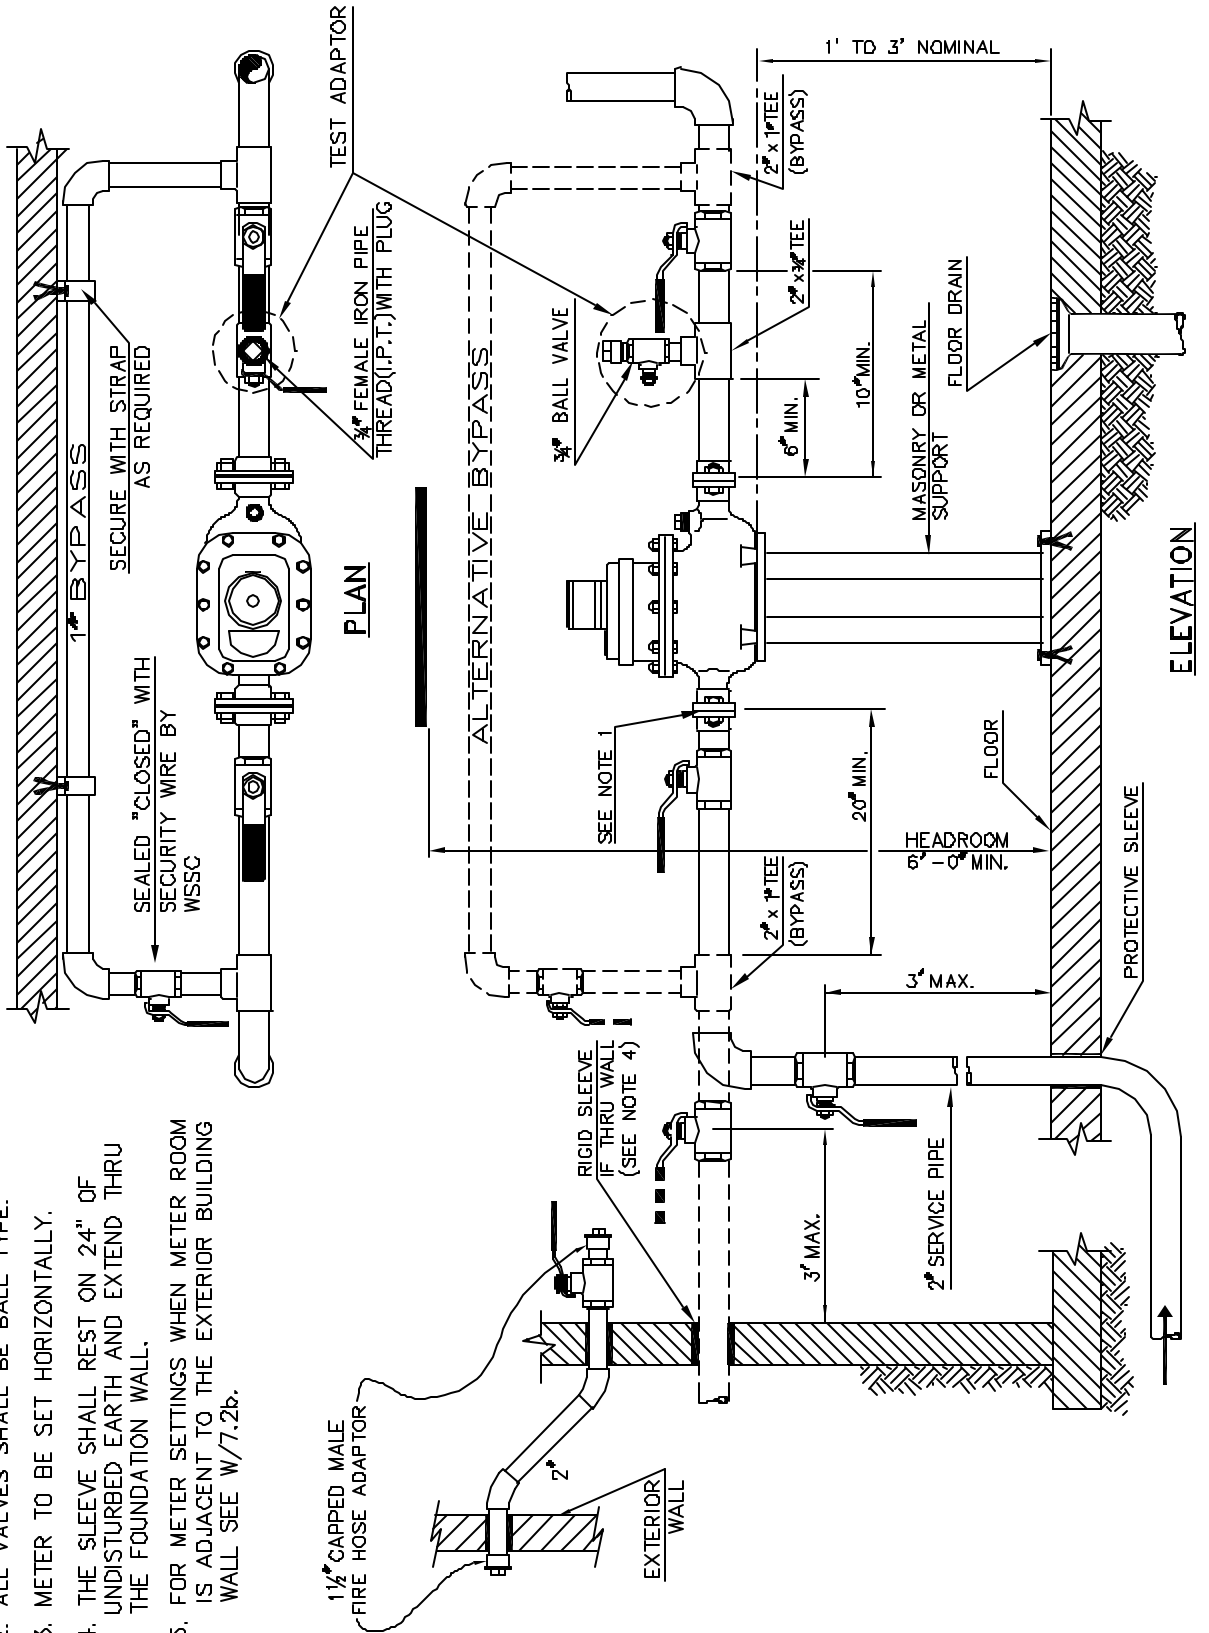 ALL VALVES SHALL BE BALL TYPE.
3. METER TO BE SET HORIZONTALLY.
4. THE SLEEVE SHALL REST ON 24" OF
UNDISTURBED EARTH AND EXTEND THRU
THE FOUNDATION WALL.
5. FOR METER SETTINGS WHEN METER ROOM
IS ADJACENT TO THE EXTERIOR BUILDING
WALL SEE W/7.2b.
SEALED "CLOSED" WITH
SECURITY WIRE BY
WSSC
1" BYPASS
SECURE WITH STRAP
AS REQUIRED
PLAN
3/4" FEMALE IRON PIPE
THREAD(I.P.T.)WITH PLUG
TEST ADAPTOR
1 1/2" CAPPED MALE
FIRE HOSE ADAPTOR
2"
EXTERIOR
WALL
RIGID SLEEVE
IF THRU WALL
(SEE NOTE 4)
ALTERNATIVE BYPASS
SEE NOTE 1
3/4" BALL VALVE
2" x 1" TEE
(BYPASS)
2" x 3/4" TEE
2" x 1" TEE
(BYPASS)
1' TO 3' NOMINAL
3' MAX.
3' MAX.
20" MIN.
6" MIN.
10" MIN.
HEADROOM
6'-0" MIN.
2" SERVICE PIPE
FLOOR
MASONRY OR METAL
SUPPORT
FLOOR DRAIN
PROTECTIVE SLEEVE
ELEVATION